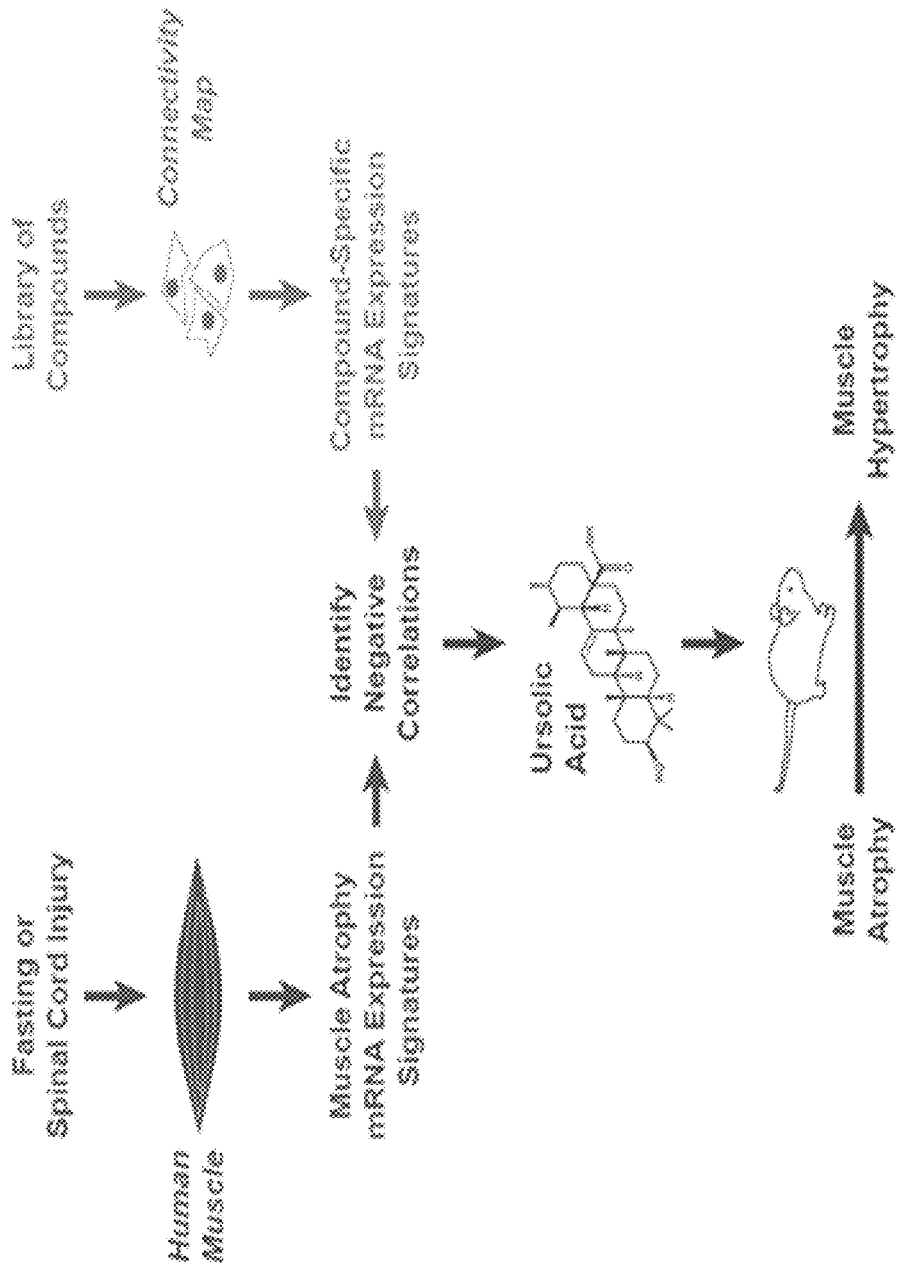 Fasting or
Spinal Cord Injury
Human
Muscle
Muscle Atrophy
mRNA Expression
Signatures
Library of
Compounds
Connectivity
Map
Compound-Specific
mRNA Expression
Signatures
Identify
Negative
Correlations
Ursolic
Acid
Muscle
Atrophy
Muscle
Hypertrophy